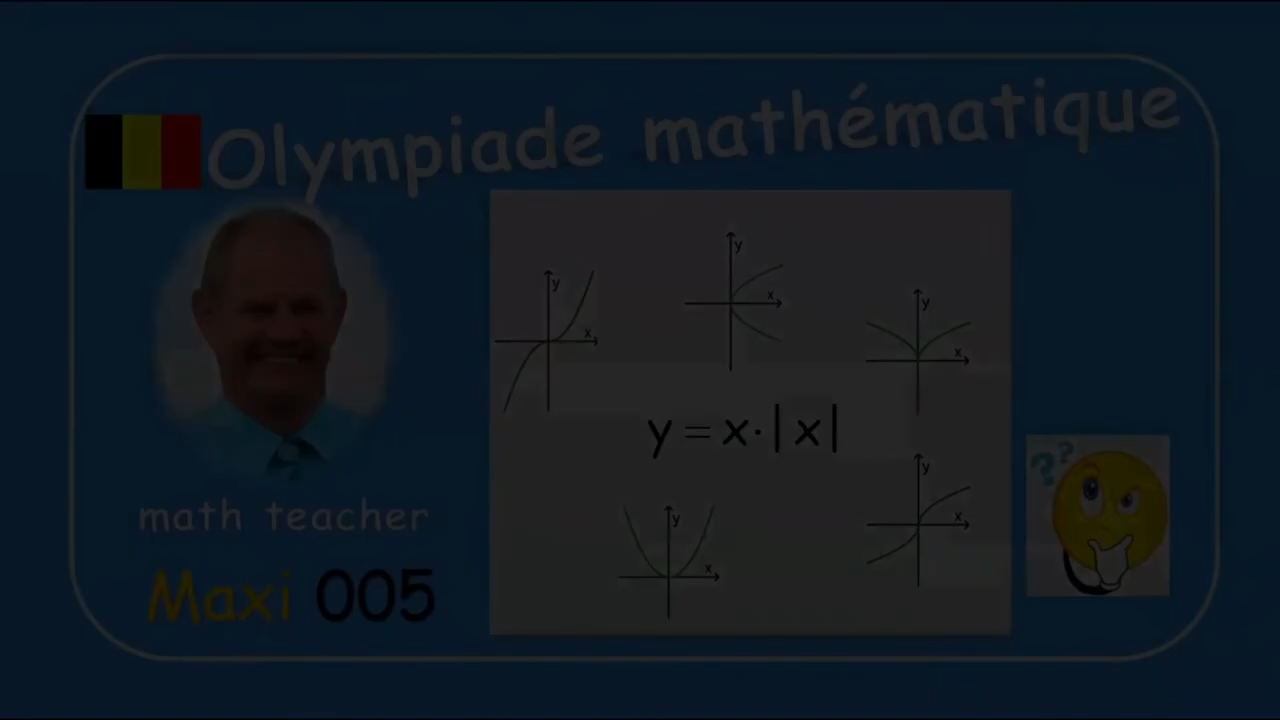 Olympiade mathématique
y
x
y
x
y
x
y = x·|x|
y
x
y
x
??
math teacher
Maxi 005